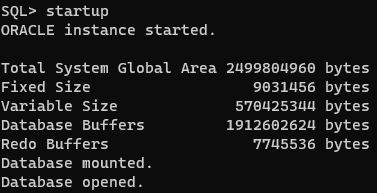 SQL> startup
ORACLE instance started.

Total System Global Area 2499804960 bytes
Fixed Size                  9031456 bytes
Variable Size             570425344 bytes
Database Buffers         1912602624 bytes
Redo Buffers                7745536 bytes
Database mounted.
Database opened.